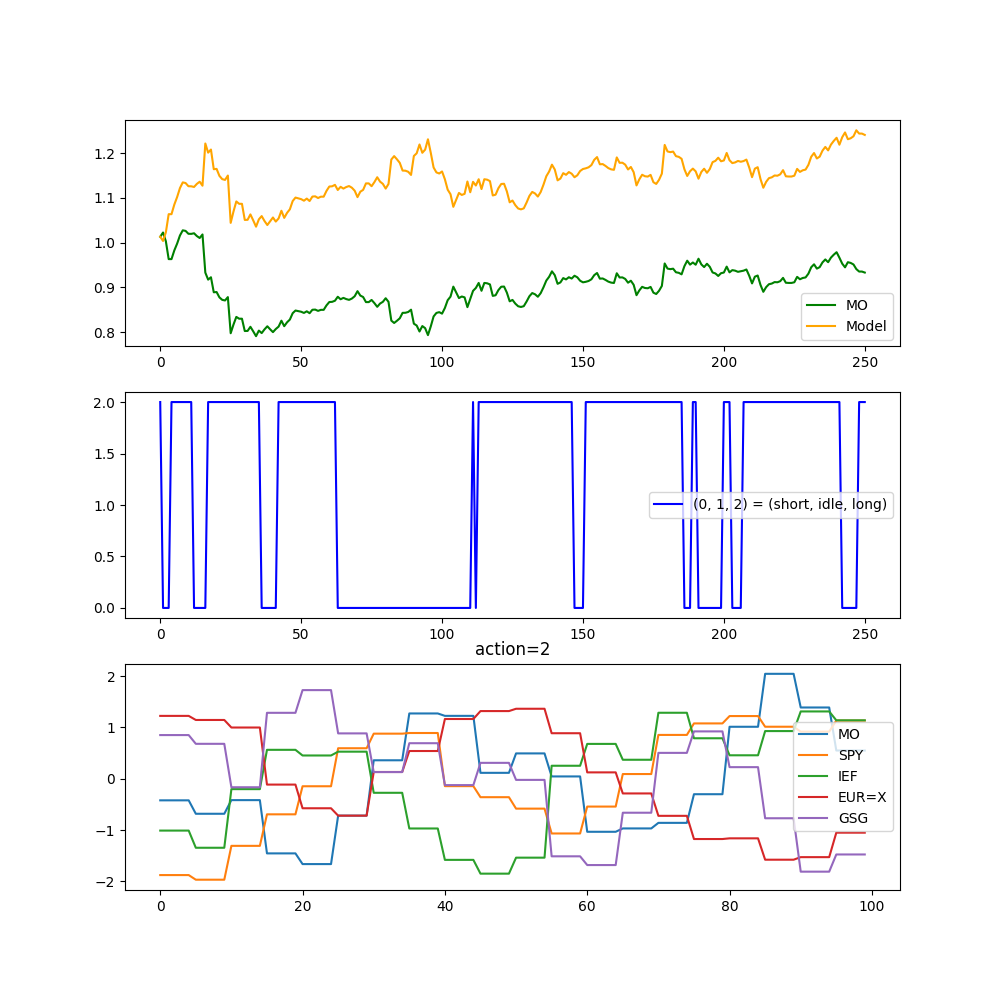 1.2
1.1
1.0
0.9
0.8
MO
Model
0 50 100 150 200 250
2.0
1.5
1.0
0.5
0.0
(0, 1, 2) = (short, idle, long)
0 50 100 150 200 250
action=2
2
1
0
−1
−2
MO
SPY
IEF
EUR=X
GSG
0 20 40 60 80 100